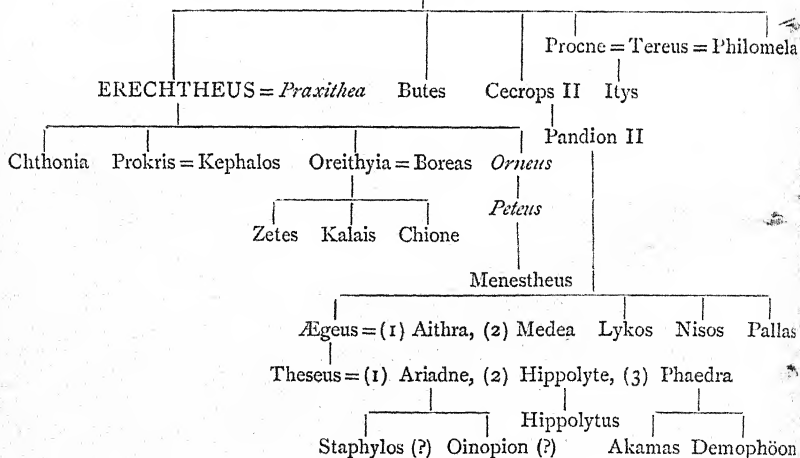 Procne = Tereus = Philomela
ERECHTHEUS = Praxithea Butes Cecrops II Itys
Pandion II
Chthonia Prokris = Kephalos Oreithyia = Boreas Orneus
Peteus
Zetes Kalais Chione
Menestheus
Ægeus = (1) Aithra, (2) Medea Lykos Nisos Pallas
Theseus = (1) Ariadne, (2) Hippolyte, (3) Phaedra
Hippolytus
Staphylos (?) Oinopion (?) Akamas Demophöon